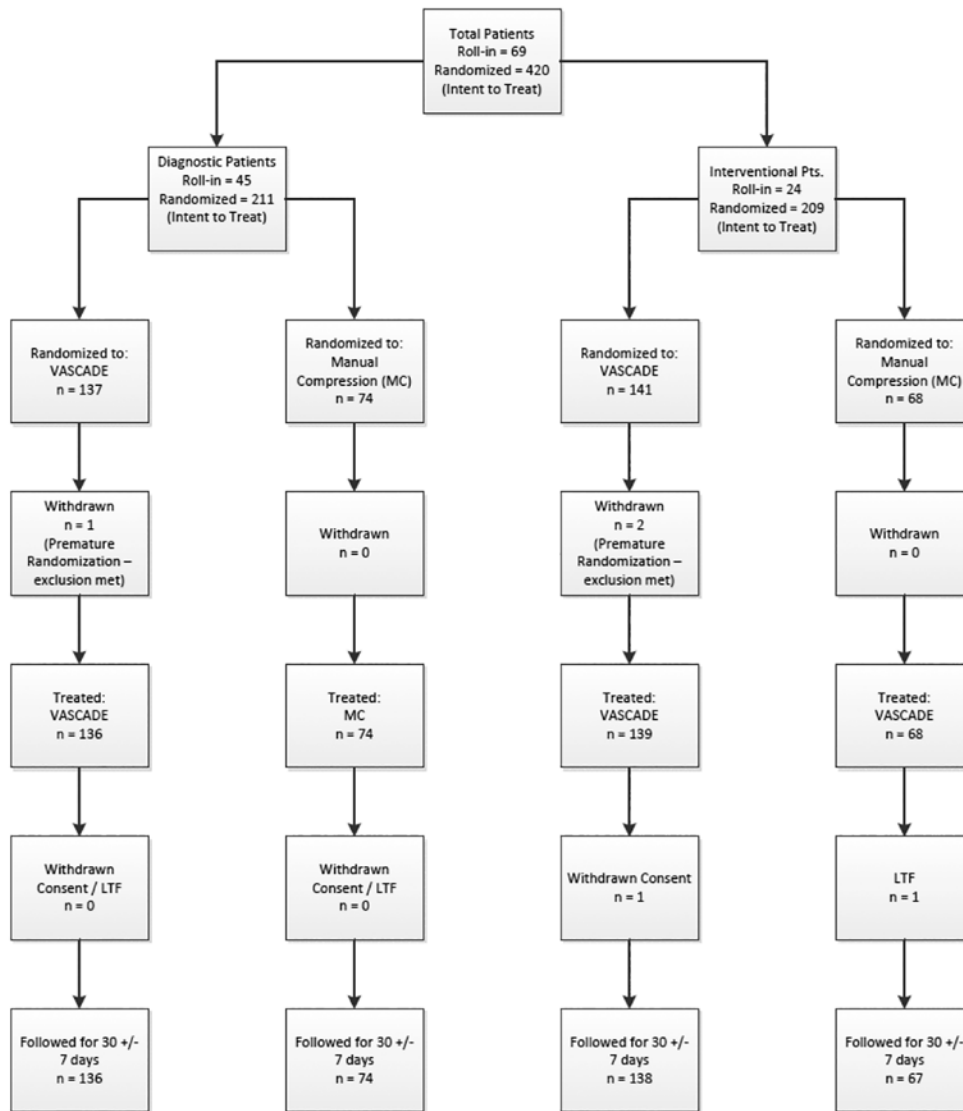 Total Patients
Roll-in = 69
Randomized = 420
(Intent to Treat)
Diagnostic Patients
Roll-in = 45
Randomized = 211
(Intent to Treat)
Interventional Pts.
Roll-in = 24
Randomized = 209
(Intent to Treat)
Randomized to:
VASCADE
n = 137
Randomized to:
Manual
Compression (MC)
n = 74
Randomized to:
VASCADE
n = 141
Randomized to:
Manual
Compression (MC)
n = 68
Withdrawn
n = 1
(Premature
Randomization –
exclusion met)
Withdrawn
n = 0
Withdrawn
n = 2
(Premature
Randomization –
exclusion met)
Withdrawn
n = 0
Treated:
VASCADE
n = 136
Treated:
MC
n = 74
Treated:
VASCADE
n = 139
Treated:
VASCADE
n = 68
Withdrawn
Consent / LTF
n = 0
Withdrawn
Consent / LTF
n = 0
Withdrawn Consent
n = 1
LTF
n = 1
Followed for 30 +/-
7 days
n = 136
Followed for 30 +/-
7 days
n = 74
Followed for 30 +/-
7 days
n = 138
Followed for 30 +/-
7 days
n = 67